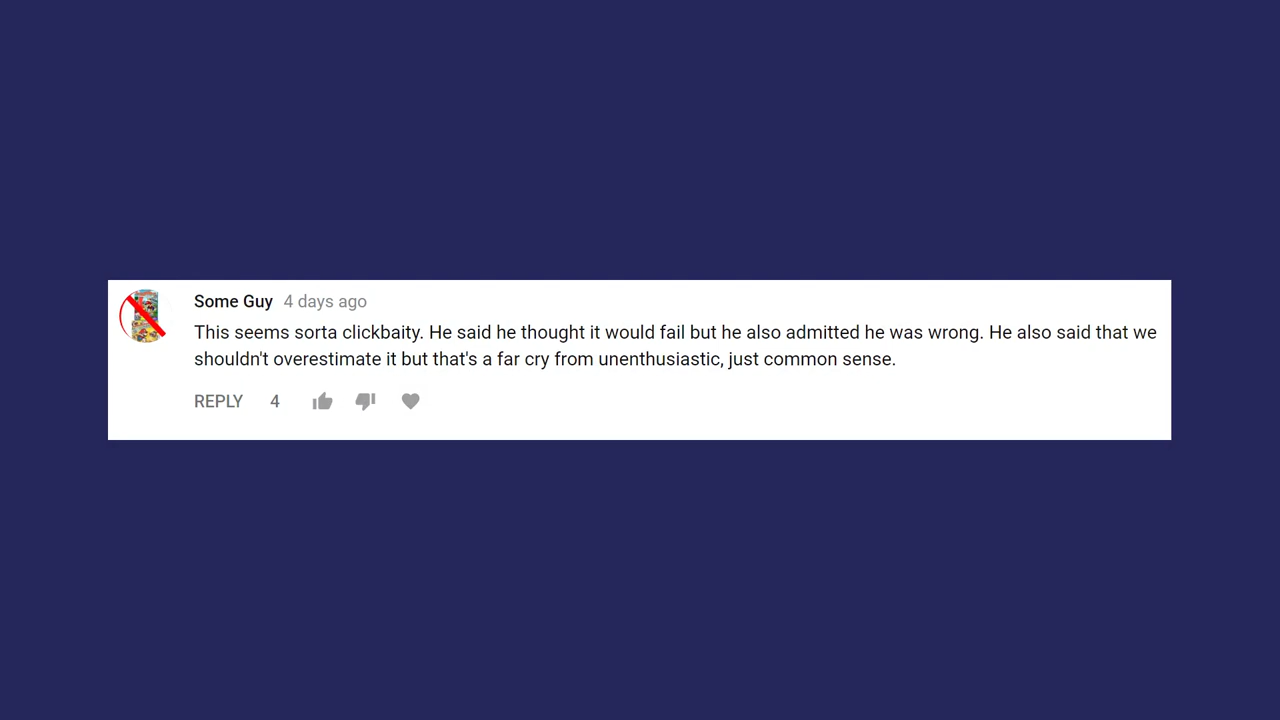 Some Guy 4 days ago
This seems sorta clickbaity. He said he thought it would fail but he also admitted he was wrong. He also said that we
shouldn't overestimate it but that's a far cry from unenthusiastic, just common sense.
REPLY 4